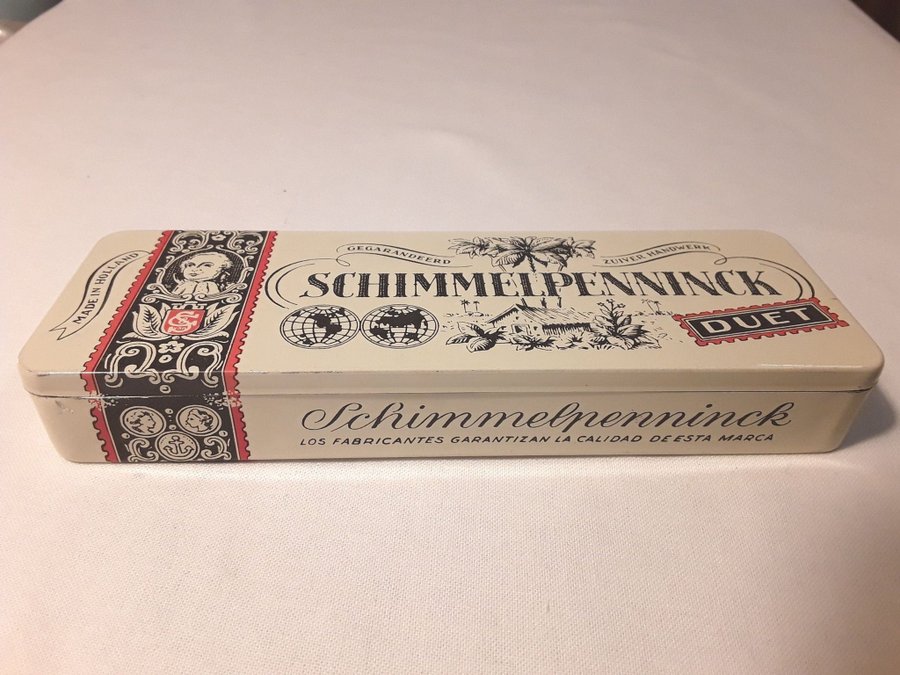 MADE IN HOLLAND
GEGARANDEERD ZUIVER HANDWERK
SCHIMMELPENNINCK
DUET
Schimmelpenninck
LOS FABRICANTES GARANTIZAN LA CALIDAD DE ESTA MARCA